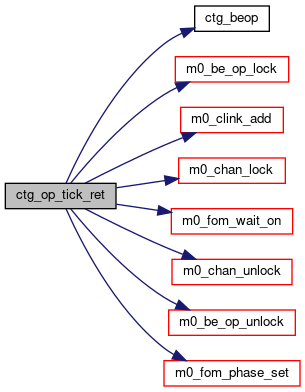 ctg_beop
m0_be_op_lock
m0_clink_add
m0_chan_lock
ctg_op_tick_ret
m0_fom_wait_on
m0_chan_unlock
m0_be_op_unlock
m0_fom_phase_set